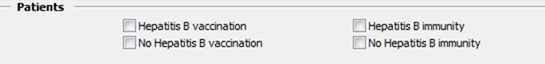 Patients
Hepatitis B vaccination Hepatitis B immunity
No Hepatitis B vaccination No Hepatitis B immunity